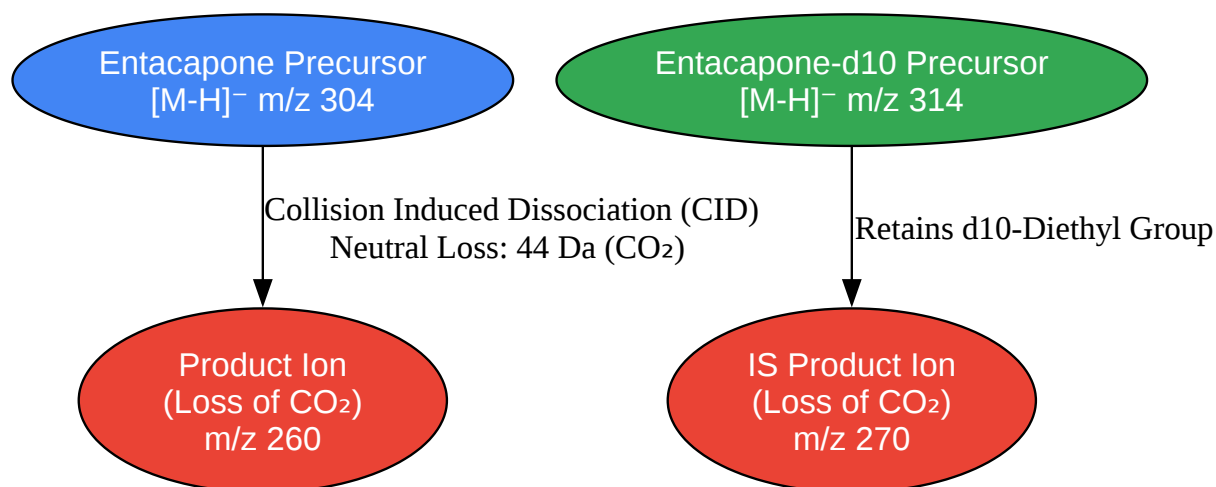 Entacapone Precursor
[M-H]⁻ m/z 304
Entacapone-d10 Precursor
[M-H]⁻ m/z 314
Collision Induced Dissociation (CID)
Neutral Loss: 44 Da (CO₂)
Retains d10-Diethyl Group
Product Ion
(Loss of CO₂)
m/z 260
IS Product Ion
(Loss of CO₂)
m/z 270